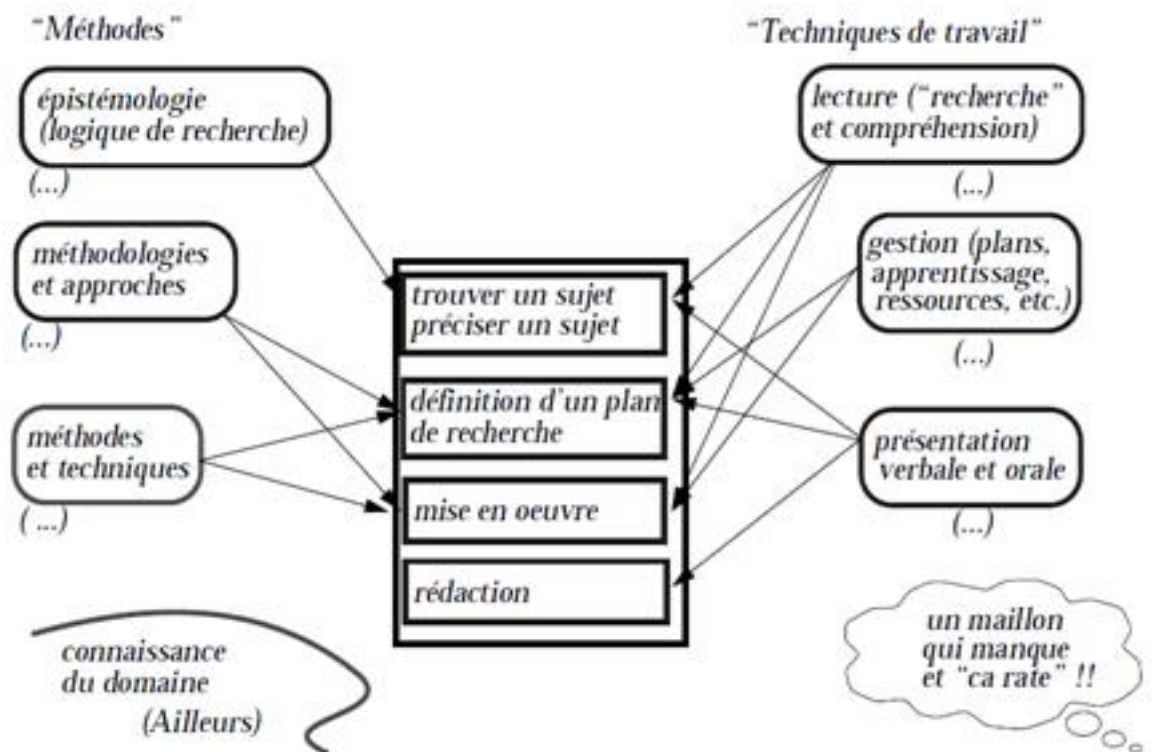 “Méthodes”
épistémologie
(logique de recherche)
(...)
méthodologies
et approches
(...)
méthodes
et techniques
( ...)
connaissance
du domaine
(Ailleurs)
trouver un sujet
préciser un sujet
définition d'un plan
de recherche
mise en oeuvre
rédaction
“Techniques de travail”
lecture (“recherche”
et compréhension)
(...)
gestion (plans,
apprentissage,
ressources, etc.)
(...)
présentation
verbale et orale
(...)
un maillon
qui manque
et “ca rate” !!